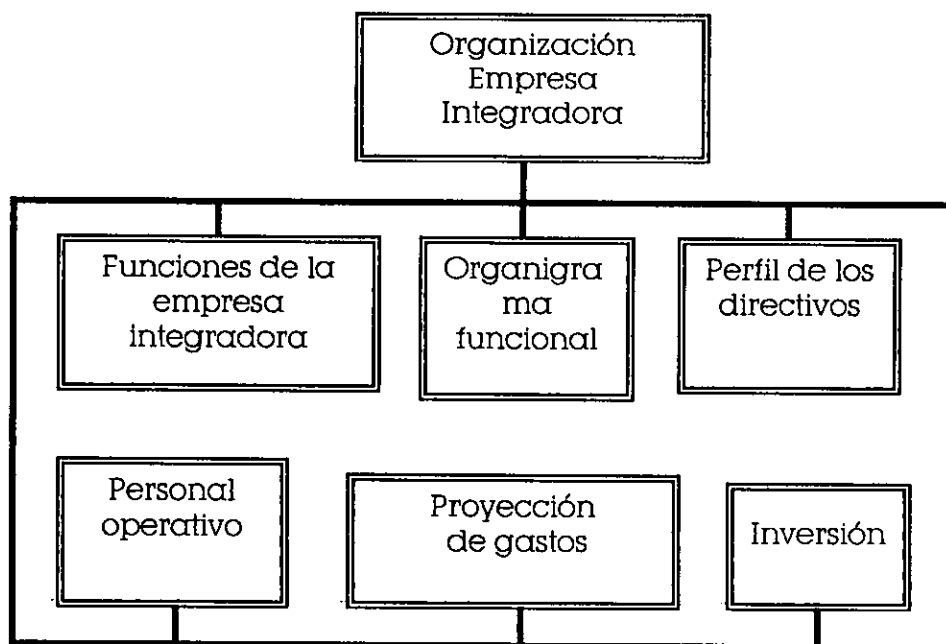 Organización
Empresa
Integradora
Funciones de la
empresa
integradora
Organigra
ma
funcional
Perfil de los
directivos
Personal
operativo
Proyección
de gastos
Inversión